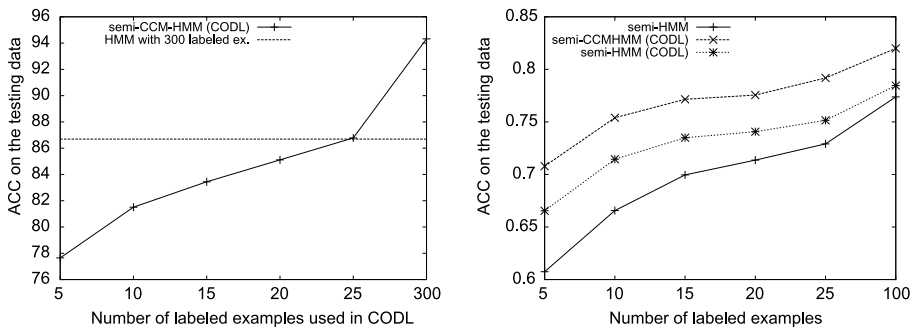 semi-CCM-HMM (CODL)
HMM with 300 labeled ex.
ACC on the testing data
96
94
92
90
88
86
84
82
80
78
76
5 10 15 20 25 300
Number of labeled examples used in CODL
semi-HMM
semi-CCMHMM (CODL)
semi-HMM (CODL)
ACC on the testing data
0.85
0.8
0.75
0.7
0.65
0.6
5 10 15 20 25 100
Number of labeled examples